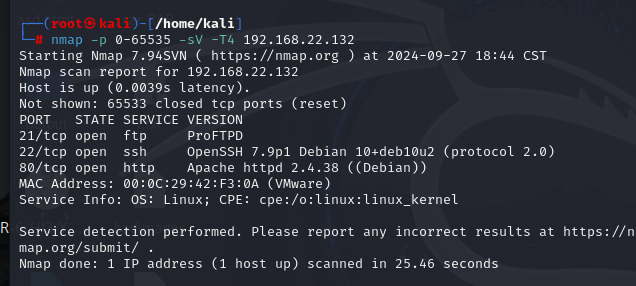 ┌──(root㉿kali)-[/home/kali]
└─# nmap -p 0-65535 -sV -T4 192.168.22.132
Starting Nmap 7.94SVN ( https://nmap.org ) at 2024-09-27 18:44 CST
Nmap scan report for 192.168.22.132
Host is up (0.0039s latency).
Not shown: 65533 closed tcp ports (reset)
PORT   STATE SERVICE VERSION
21/tcp open  ftp     ProFTPD
22/tcp open  ssh     OpenSSH 7.9p1 Debian 10+deb10u2 (protocol 2.0)
80/tcp open  http    Apache httpd 2.4.38 ((Debian))
MAC Address: 00:0C:29:42:F3:0A (VMware)
Service Info: OS: Linux; CPE: cpe:/o:linux:linux_kernel
R
Service detection performed. Please report any incorrect results at https://n
map.org/submit/ .
Nmap done: 1 IP address (1 host up) scanned in 25.46 seconds